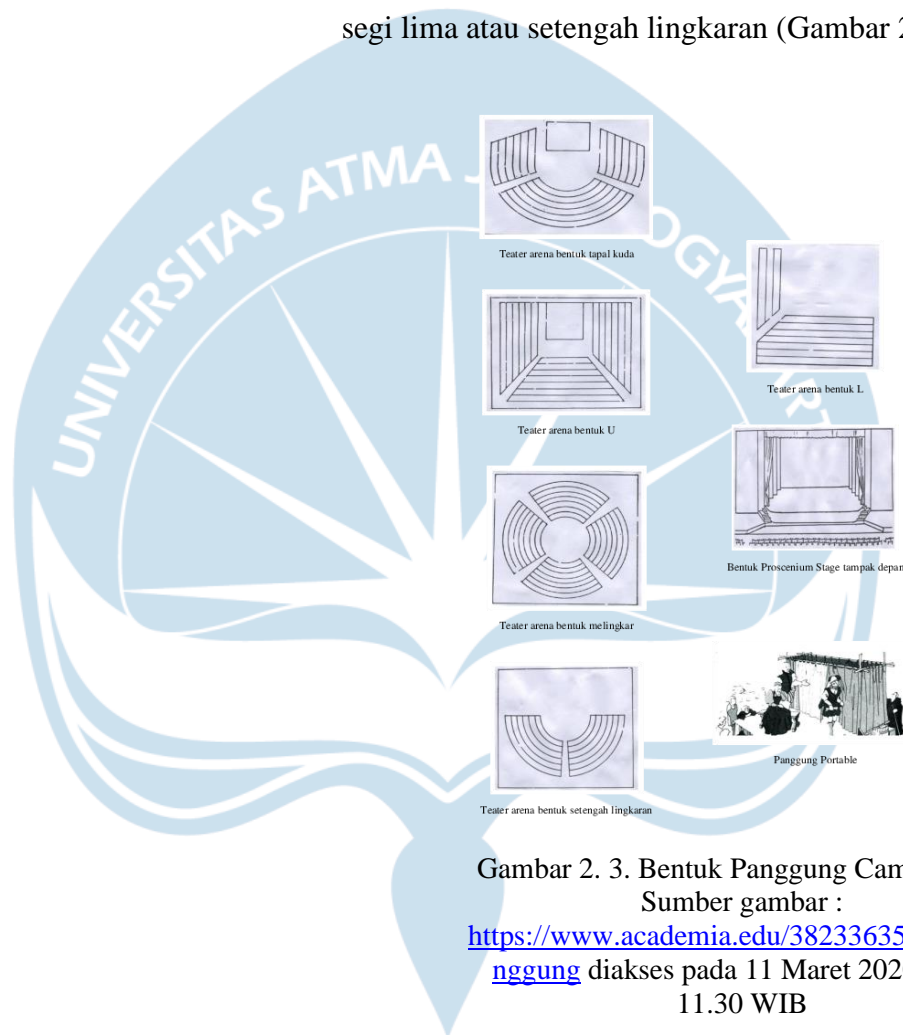 segi lima atau setengah lingkaran (Gambar 2
UNIVERSITAS ATMA J
OGYA
Teater arena bentuk tapal kuda
Teater arena bentuk L
Teater arena bentuk U
Bentuk Proscenium Stage tampak depan
Teater arena bentuk melingkar
Panggung Portable
Teater arena bentuk setengah lingkaran
Gambar 2. 3. Bentuk Panggung Cam
Sumber gambar :
https://www.academia.edu/38233635
nggung diakses pada 11 Maret 202
11.30 WIB